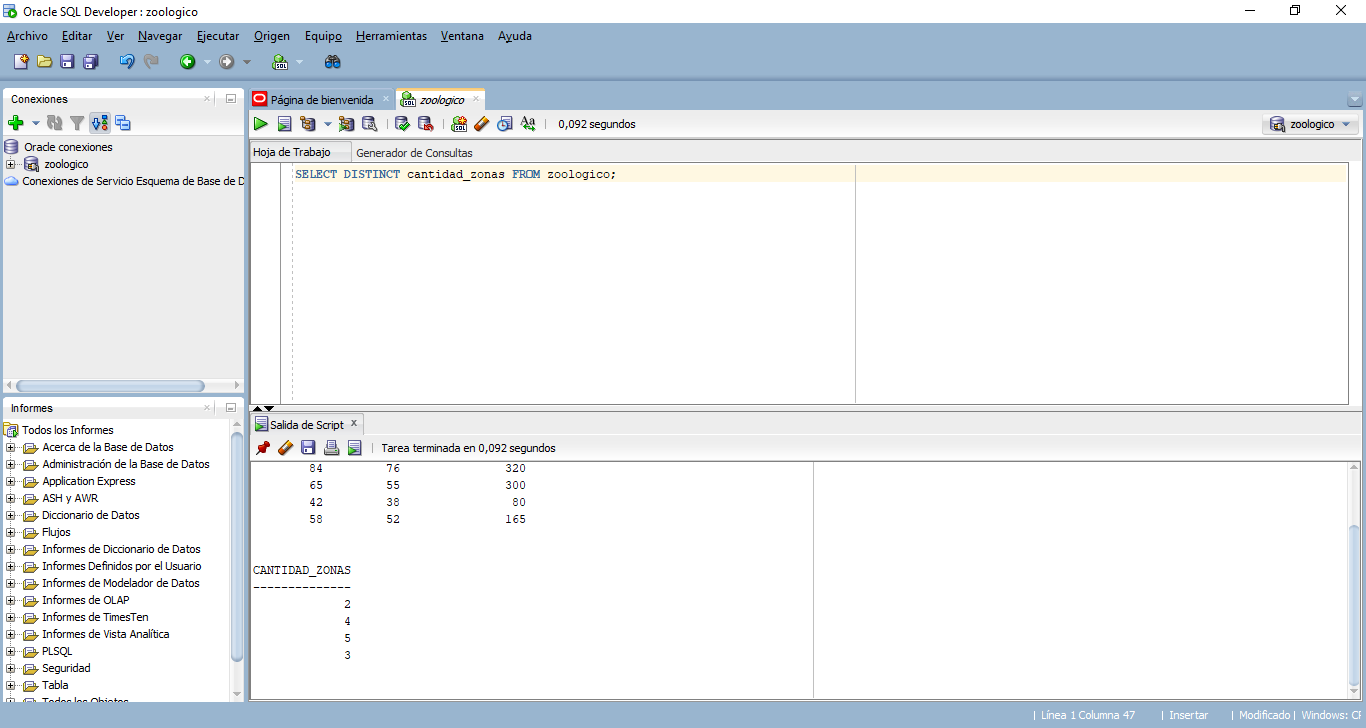 Oracle SQL Developer : zoologico
Archivo Editar Ver Navegar Ejecutar Origen Equipo Herramientas Ventana Ayuda
Conexiones
Oracle conexiones
zoologico
Conexiones de Servicio Esquema de Base de D
Informes
Todos los Informes
Acerca de la Base de Datos
Administración de la Base de Datos
Application Express
ASH y AWR
Diccionario de Datos
Flujos
Informes de Diccionario de Datos
Informes Definidos por el Usuario
Informes de Modelador de Datos
Informes de OLAP
Informes de TimesTen
Informes de Vista Analítica
PLSQL
Seguridad
Tabla
Todos los Objetos
Página de bienvenida zoologico
0,092 segundos zoologico
Hoja de Trabajo Generador de Consultas
SELECT DISTINCT cantidad_zonas FROM zoologico;
Salida de Script
Tarea terminada en 0,092 segundos
84 76 320
65 55 300
42 38 80
58 52 165
CANTIDAD_ZONAS
--------------
2
4
5
3
| Línea 1 Columna 47 | Insertar | Modificado | Windows: CF